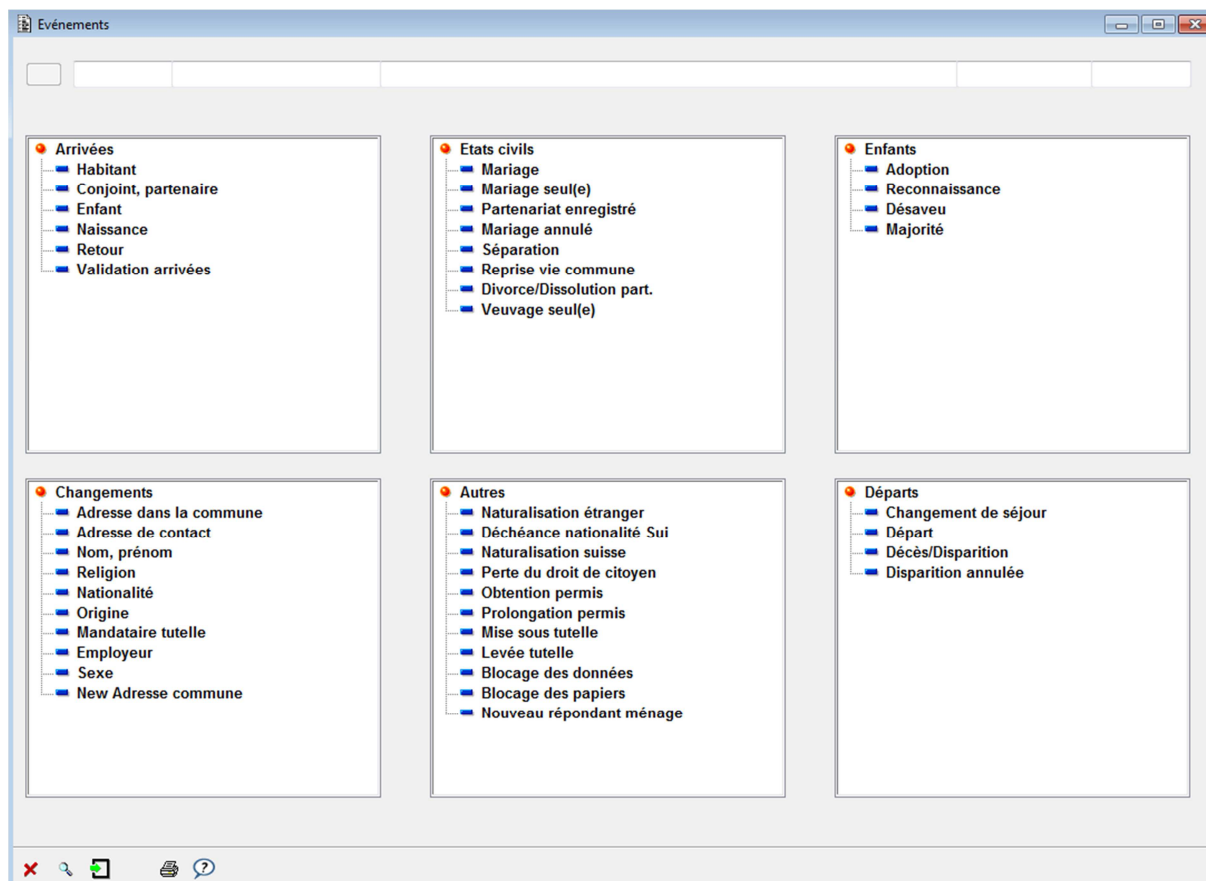 Evénements
Arrivées
Habitant
Conjoint, partenaire
Enfant
Naissance
Retour
Validation arrivées
Etats civils
Mariage
Mariage seul(e)
Partenariat enregistré
Mariage annulé
Séparation
Reprise vie commune
Divorce/Dissolution part.
Veuvage seul(e)
Enfants
Adoption
Reconnaissance
Désaveu
Majorité
Changements
Adresse dans la commune
Adresse de contact
Nom, prénom
Religion
Nationalité
Origine
Mandataire tutelle
Employeur
Sexe
New Adresse commune
Autres
Naturalisation étranger
Déchéance nationalité Sui
Naturalisation suisse
Perte du droit de citoyen
Obtention permis
Prolongation permis
Mise sous tutelle
Levée tutelle
Blocage des données
Blocage des papiers
Nouveau répondant ménage
Départs
Changement de séjour
Départ
Décès/Disparition
Disparition annulée